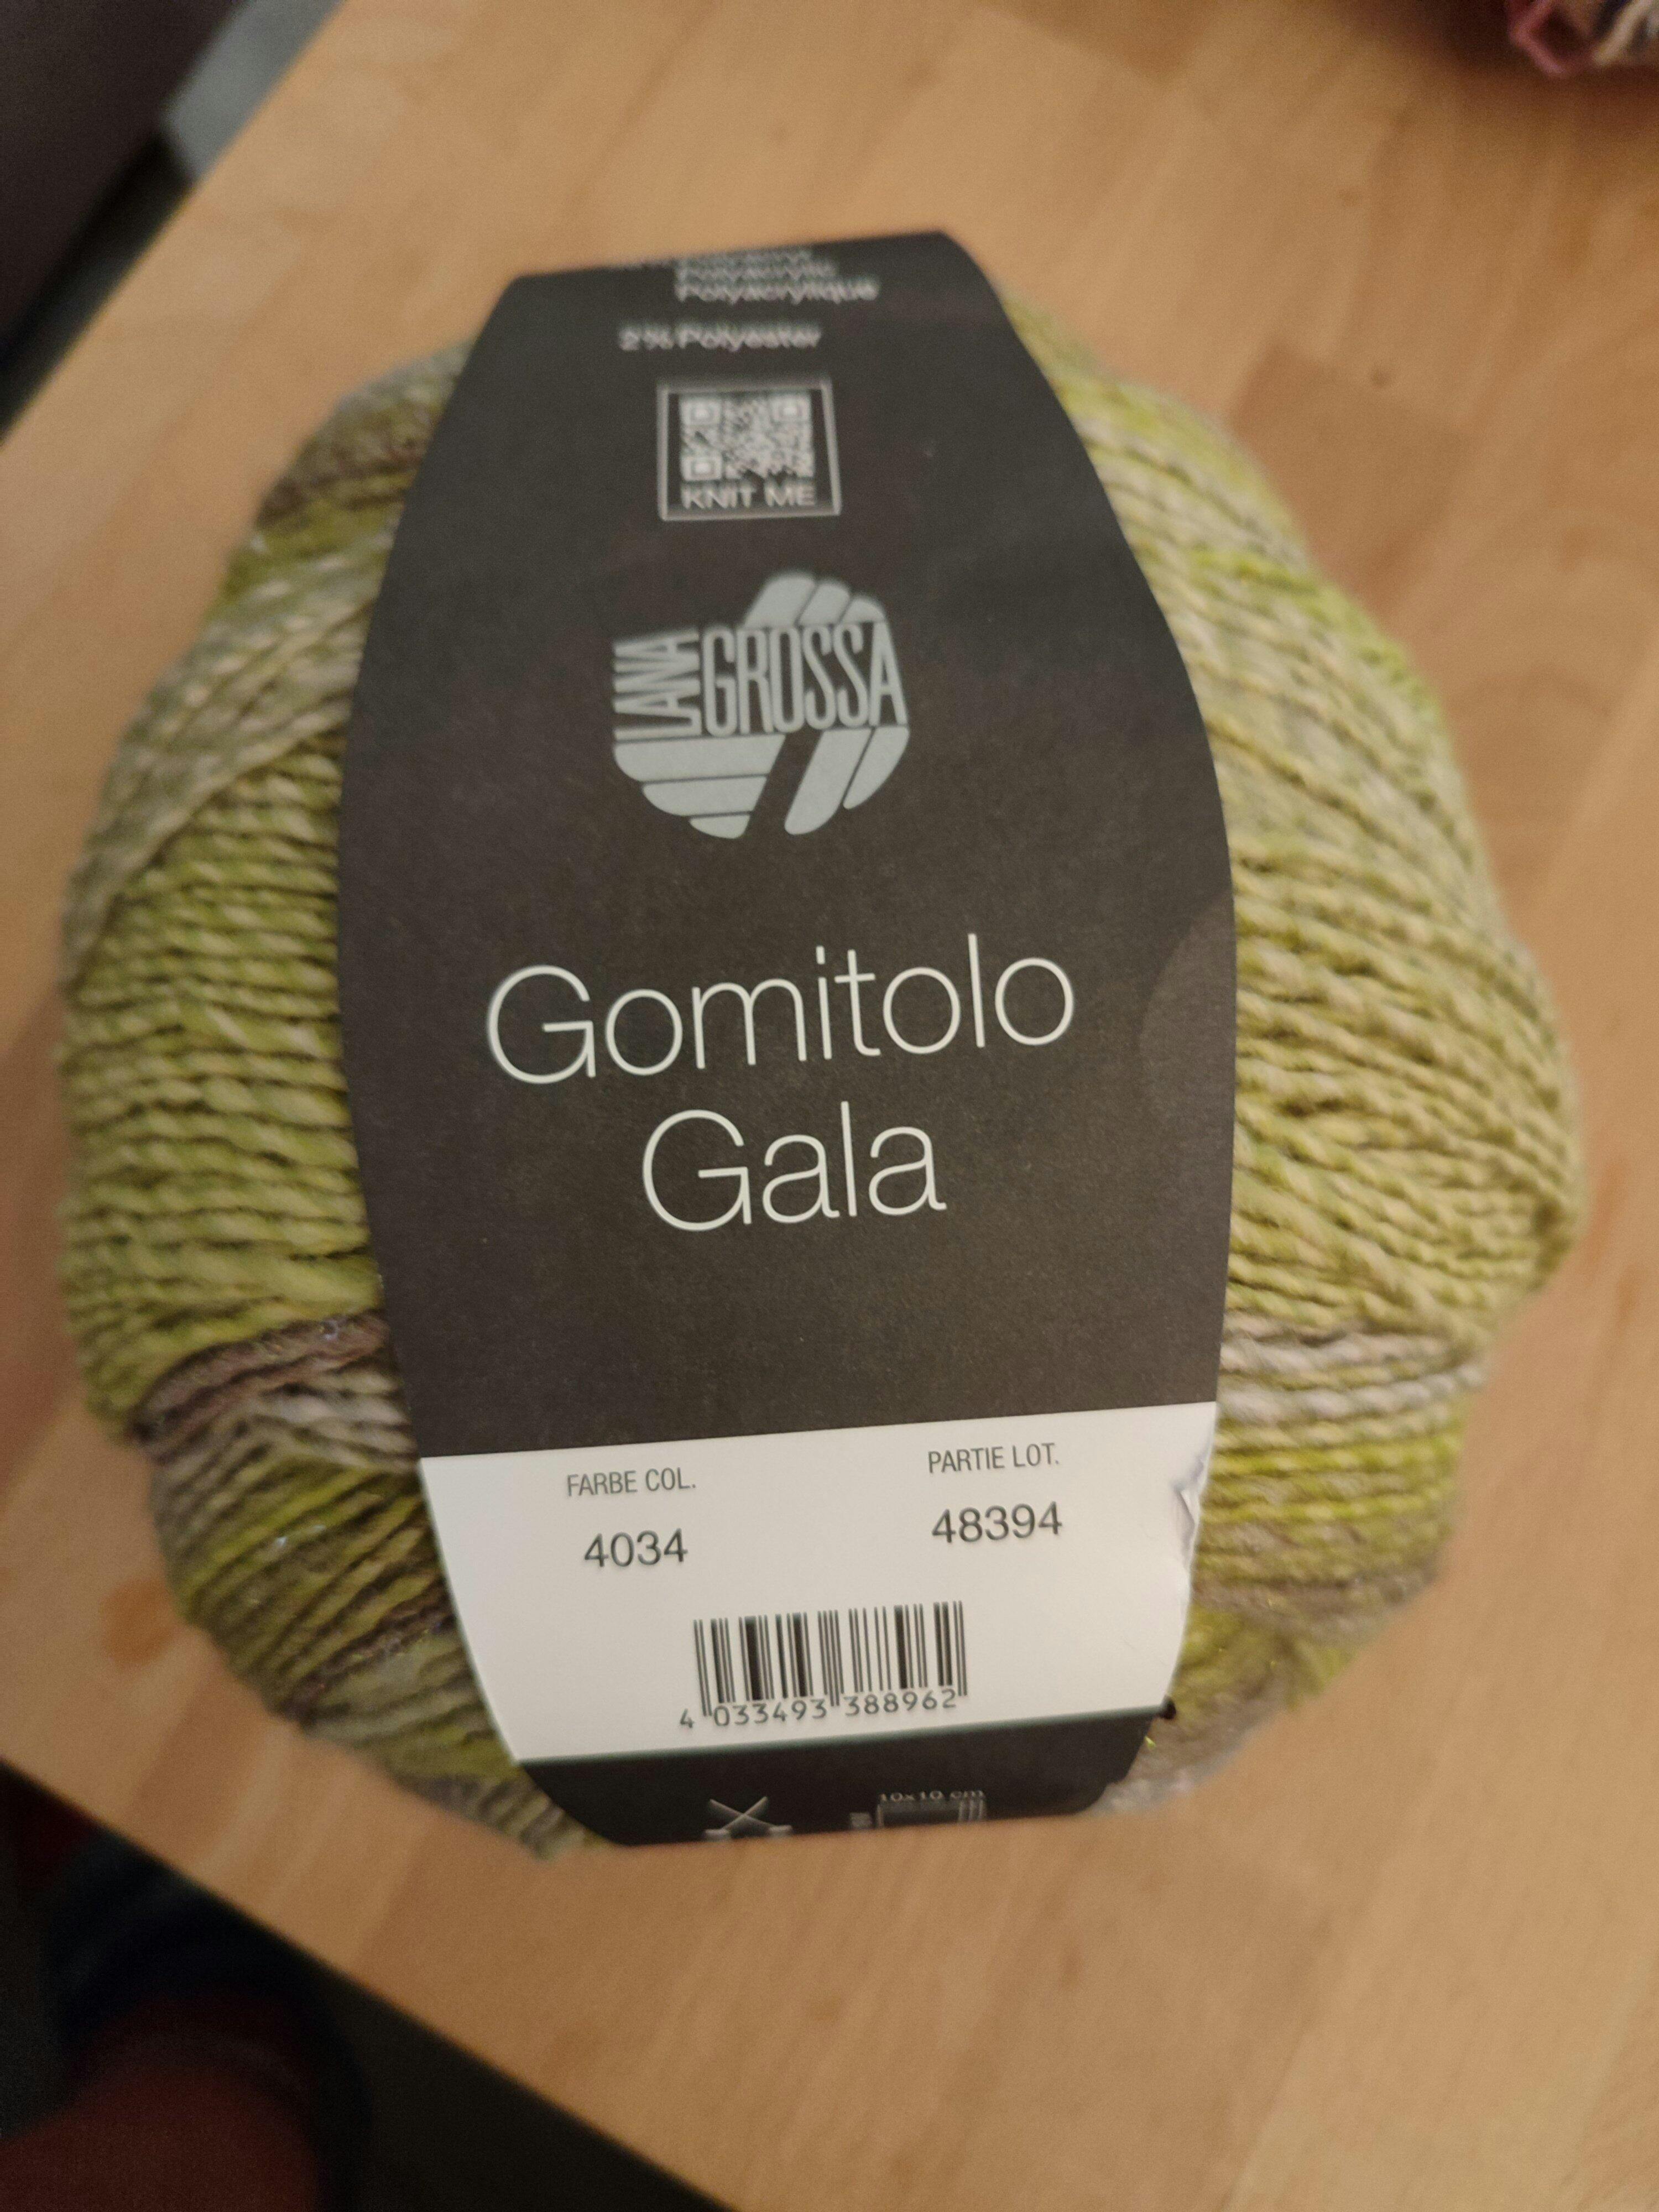 Polyacrylic
Polyacrylique
2% Polyester
KNIT ME
LANA
GROSSA
Gomitolo
Gala
FARBE COL.
PARTIE LOT.
4034
48394
4 033493 388962
10x10 cm